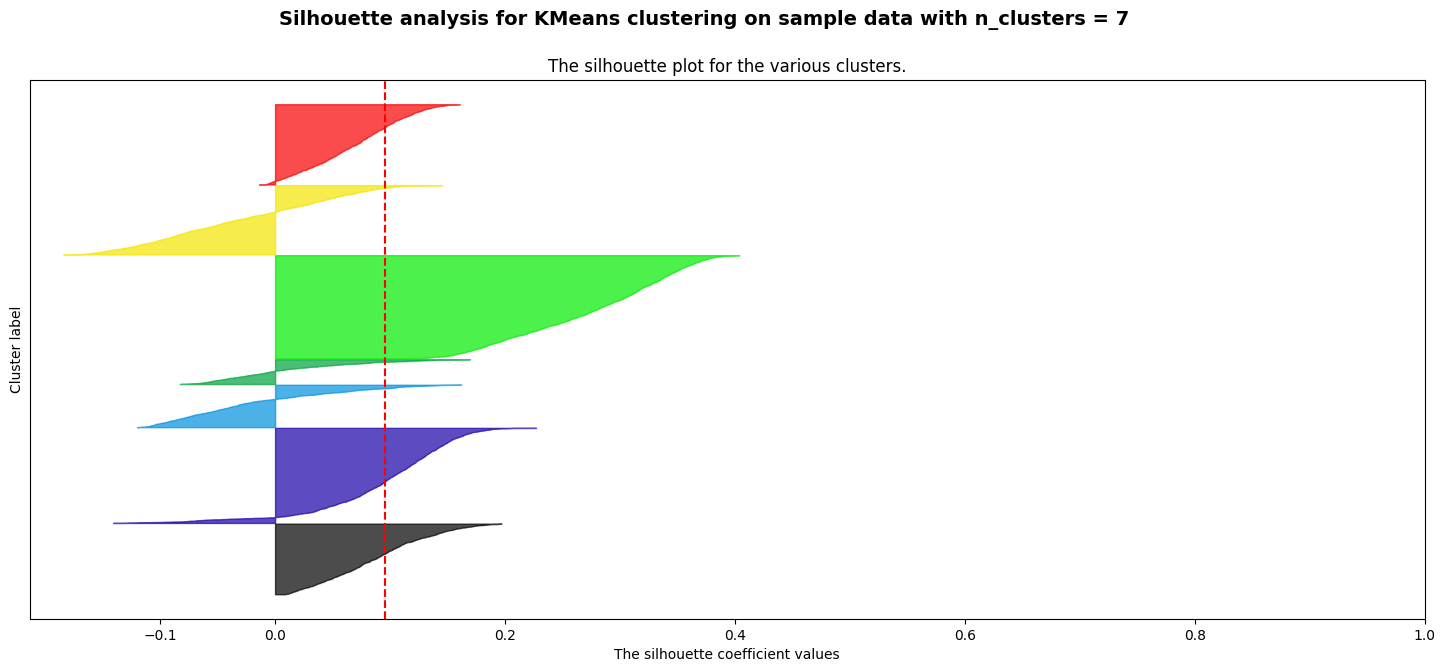 Silhouette analysis for KMeans clustering on sample data with n_clusters = 7
The silhouette plot for the various clusters.
Cluster label
−0.1 0.0 0.2 0.4 0.6 0.8 1.0
The silhouette coefficient values